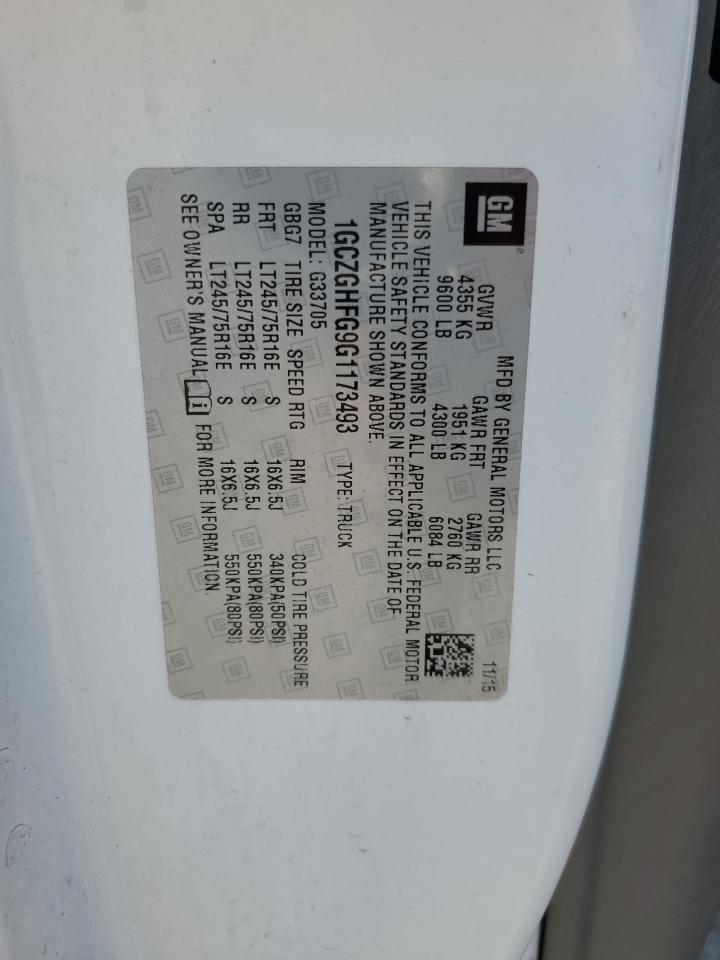 GM ®
MFD BY GENERAL MOTORS LLC 11/15
GVWR GAWR FRT GAWR RR
4355 KG 1951 KG 2760 KG
9600 LB 4300 LB 6084 LB
THIS VEHICLE CONFORMS TO ALL APPLICABLE U.S. FEDERAL MOTOR
VEHICLE SAFETY STANDARDS IN EFFECT ON THE DATE OF
MANUFACTURE SHOWN ABOVE.
1GCZGHFG9G1173493 TYPE: TRUCK
MODEL: G33705
GBG7 TIRE SIZE SPEED RTG RIM COLD TIRE PRESSURE
FRT LT245/75R16E S 16X6.5J 340KPA(50PSI)
RR LT245/75R16E S 16X6.5J 550KPA(80PSI)
SPA LT245/75R16E S 16X6.5J 550KPA(80PSI)
SEE OWNER'S MANUAL i FOR MORE INFORMATION.